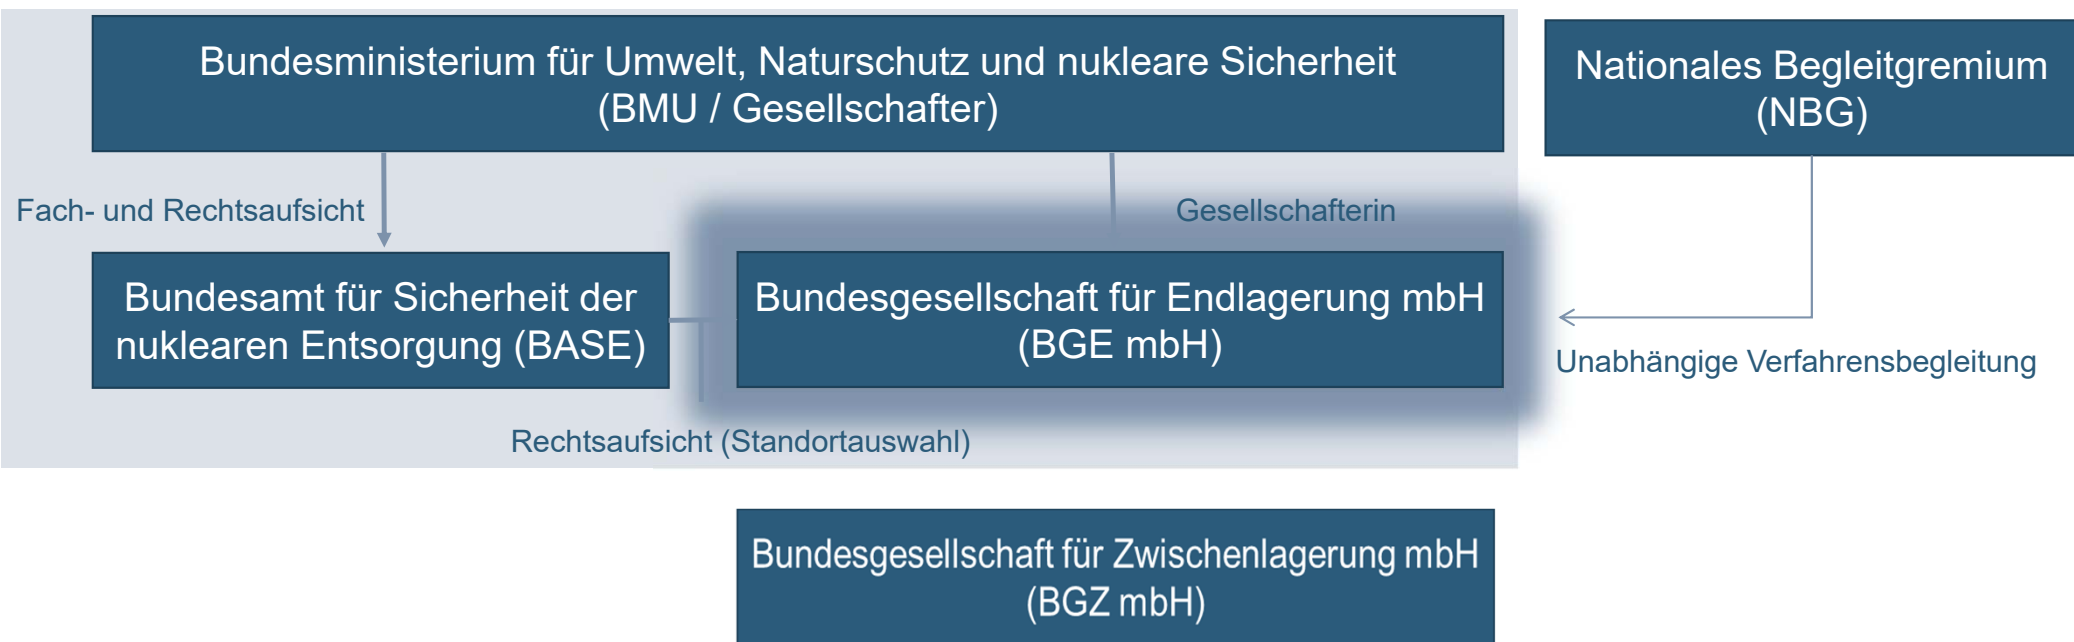 Bundesministerium für Umwelt, Naturschutz und nukleare Sicherheit
(BMU / Gesellschafter)
Nationales Begleitgremium
(NBG)
Fach- und Rechtsaufsicht
Gesellschafterin
Bundesamt für Sicherheit der
nuklearen Entsorgung (BASE)
Bundesgesellschaft für Endlagerung mbH
(BGE mbH)
Unabhängige Verfahrensbegleitung
Rechtsaufsicht (Standortauswahl)
Bundesgesellschaft für Zwischenlagerung mbH
(BGZ mbH)